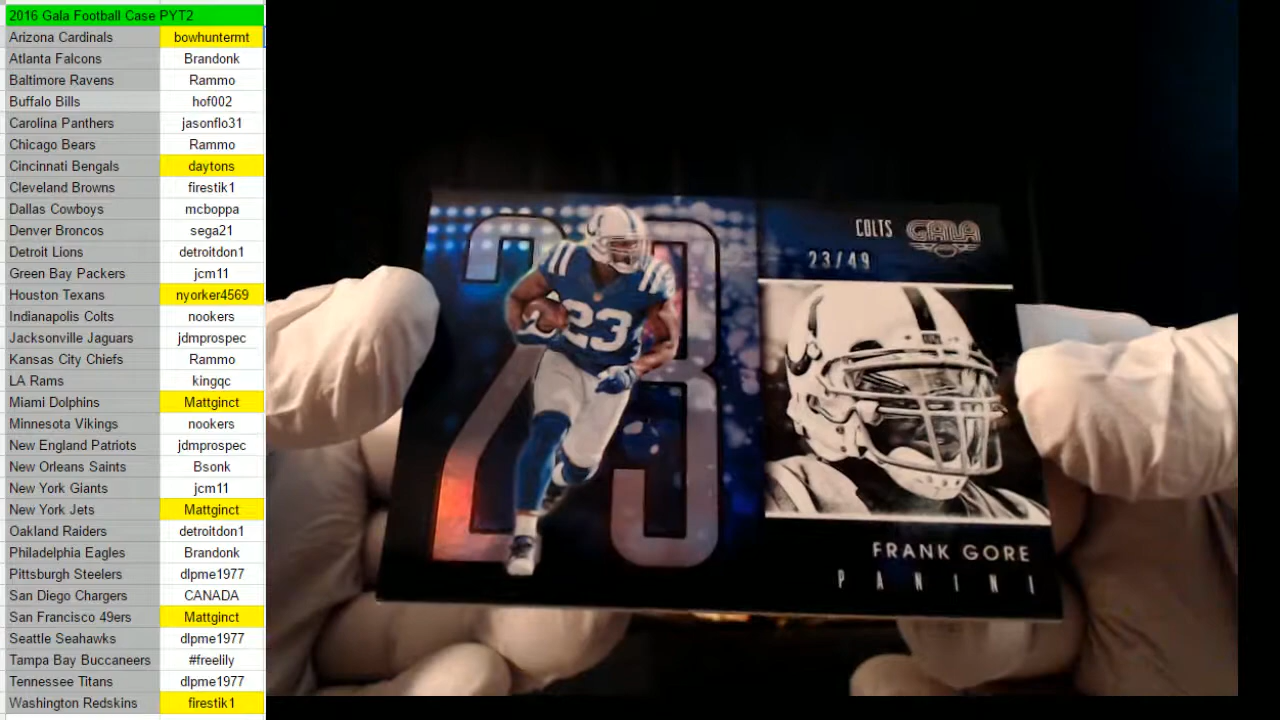 2016 Gala Football Case PYT2
Arizona Cardinals bowhuntermt
Atlanta Falcons Brandonk
Baltimore Ravens Rammo
Buffalo Bills hof002
Carolina Panthers jasonflo31
Chicago Bears Rammo
Cincinnati Bengals daytons
Cleveland Browns firestik1
Dallas Cowboys mcboppa
Denver Broncos sega21
Detroit Lions detroitdon1
Green Bay Packers jcm11
Houston Texans nyorker4569
Indianapolis Colts nookers
Jacksonville Jaguars jdmprospec
Kansas City Chiefs Rammo
LA Rams kingqc
Miami Dolphins Mattginct
Minnesota Vikings nookers
New England Patriots jdmprospec
New Orleans Saints Bsonk
New York Giants jcm11
New York Jets Mattginct
Oakland Raiders detroitdon1
Philadelphia Eagles Brandonk
Pittsburgh Steelers dlpme1977
San Diego Chargers CANADA
San Francisco 49ers Mattginct
Seattle Seahawks dlpme1977
Tampa Bay Buccaneers #freelily
Tennessee Titans dlpme1977
Washington Redskins firestik1
COLTS GALA
23/49
23
23
FRANK GORE
PANINI